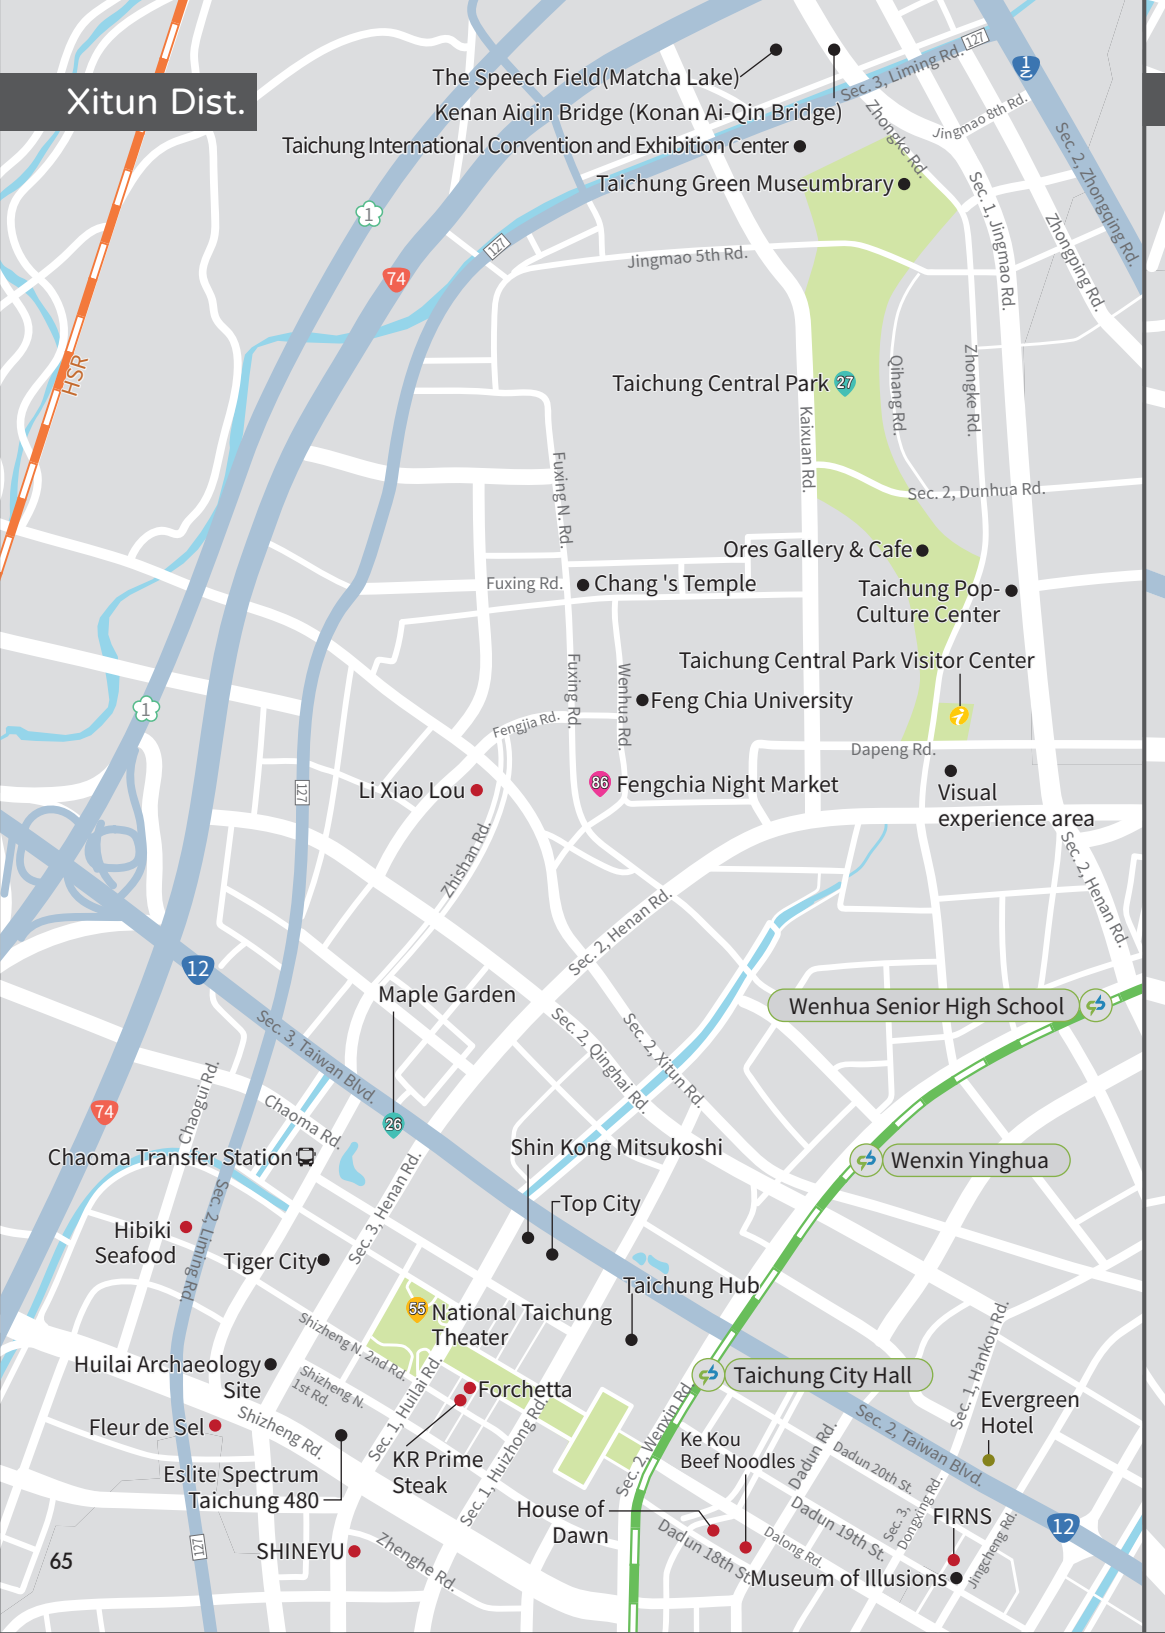 Xitun Dist.
The Speech Field(Matcha Lake)
Kenan Aiqin Bridge (Konan Ai-Qin Bridge)
Taichung International Convention and Exhibition Center
Taichung Green Museumbrary
127
1乙
Sec. 3, Liming Rd.
Jingmao 8th Rd.
Zhongke Rd.
Sec. 2, Zhongqing Rd.
Sec. 1, Jingmao Rd.
Zhongping Rd.
1
127
74
Jingmao 5th Rd.
HSR
Taichung Central Park
27
Qihang Rd.
Zhongke Rd.
Kaixuan Rd.
Fuxing N. Rd.
Sec. 2, Dunhua Rd.
Ores Gallery & Cafe
Fuxing Rd.
Chang 's Temple
Taichung Pop-
Culture Center
Taichung Central Park Visitor Center
Fuxing Rd.
Wenhua Rd.
Feng Chia University
1
Fengjia Rd.
Dapeng Rd.
127
Li Xiao Lou
86
Fengchia Night Market
Visual
experience area
Zhishan Rd.
Sec. 2, Henan Rd.
Sec. 2, Henan Rd.
12
Maple Garden
Wenhua Senior High School
Sec. 3, Taiwan Blvd.
Sec. 2, Qinghai Rd.
Sec. 2, Xitun Rd.
Chaogui Rd.
74
Chaoma Rd.
26
Chaoma Transfer Station
Shin Kong Mitsukoshi
Wenxin Yinghua
Sec. 2, Liming Rd.
Sec. 3, Henan Rd.
Top City
Hibiki
Seafood
Tiger City
Taichung Hub
55
National Taichung
Theater
Shizheng N. 2nd Rd.
Huilai Archaeology
Site
Shizheng N.
1st Rd.
Sec. 1, Huilai Rd.
Forchetta
Taichung City Hall
Sec. 1, Hankou Rd.
Evergreen
Hotel
Fleur de Sel
Shizheng Rd.
KR Prime
Steak
Sec. 1, Huizhong Rd.
Sec. 2, Wenxin Rd.
Ke Kou
Beef Noodles
Sec. 2, Taiwan Blvd.
Eslite Spectrum
Taichung 480
Dadun Rd.
Dadun 20th St.
Dadun 19th St.
Sec. 3,
Dongxing Rd.
House of
Dawn
FIRNS
12
Dadun 18th St.
Dalong Rd.
Jingcheng Rd.
65
127
SHINEYU
Zhenghe Rd.
Museum of Illusions